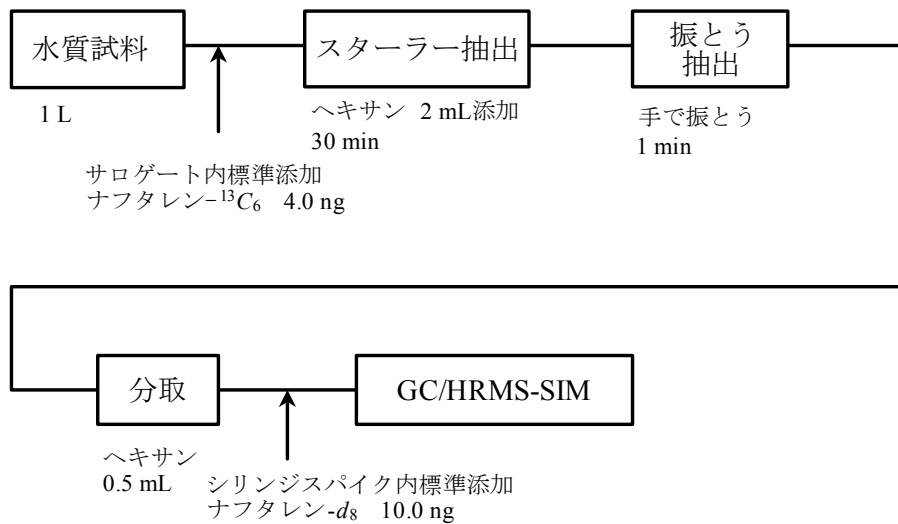 水質試料
スターラー抽出
振とう
抽出
1 L
ヘキサン 2 mL添加
30 min
手で振とう
1 min
サロゲート内標準添加
ナフタレン-¹³C₆ 4.0 ng
分取
GC/HRMS-SIM
ヘキサン
0.5 mL
シリンジスパイク内標準添加
ナフタレン-d₈ 10.0 ng